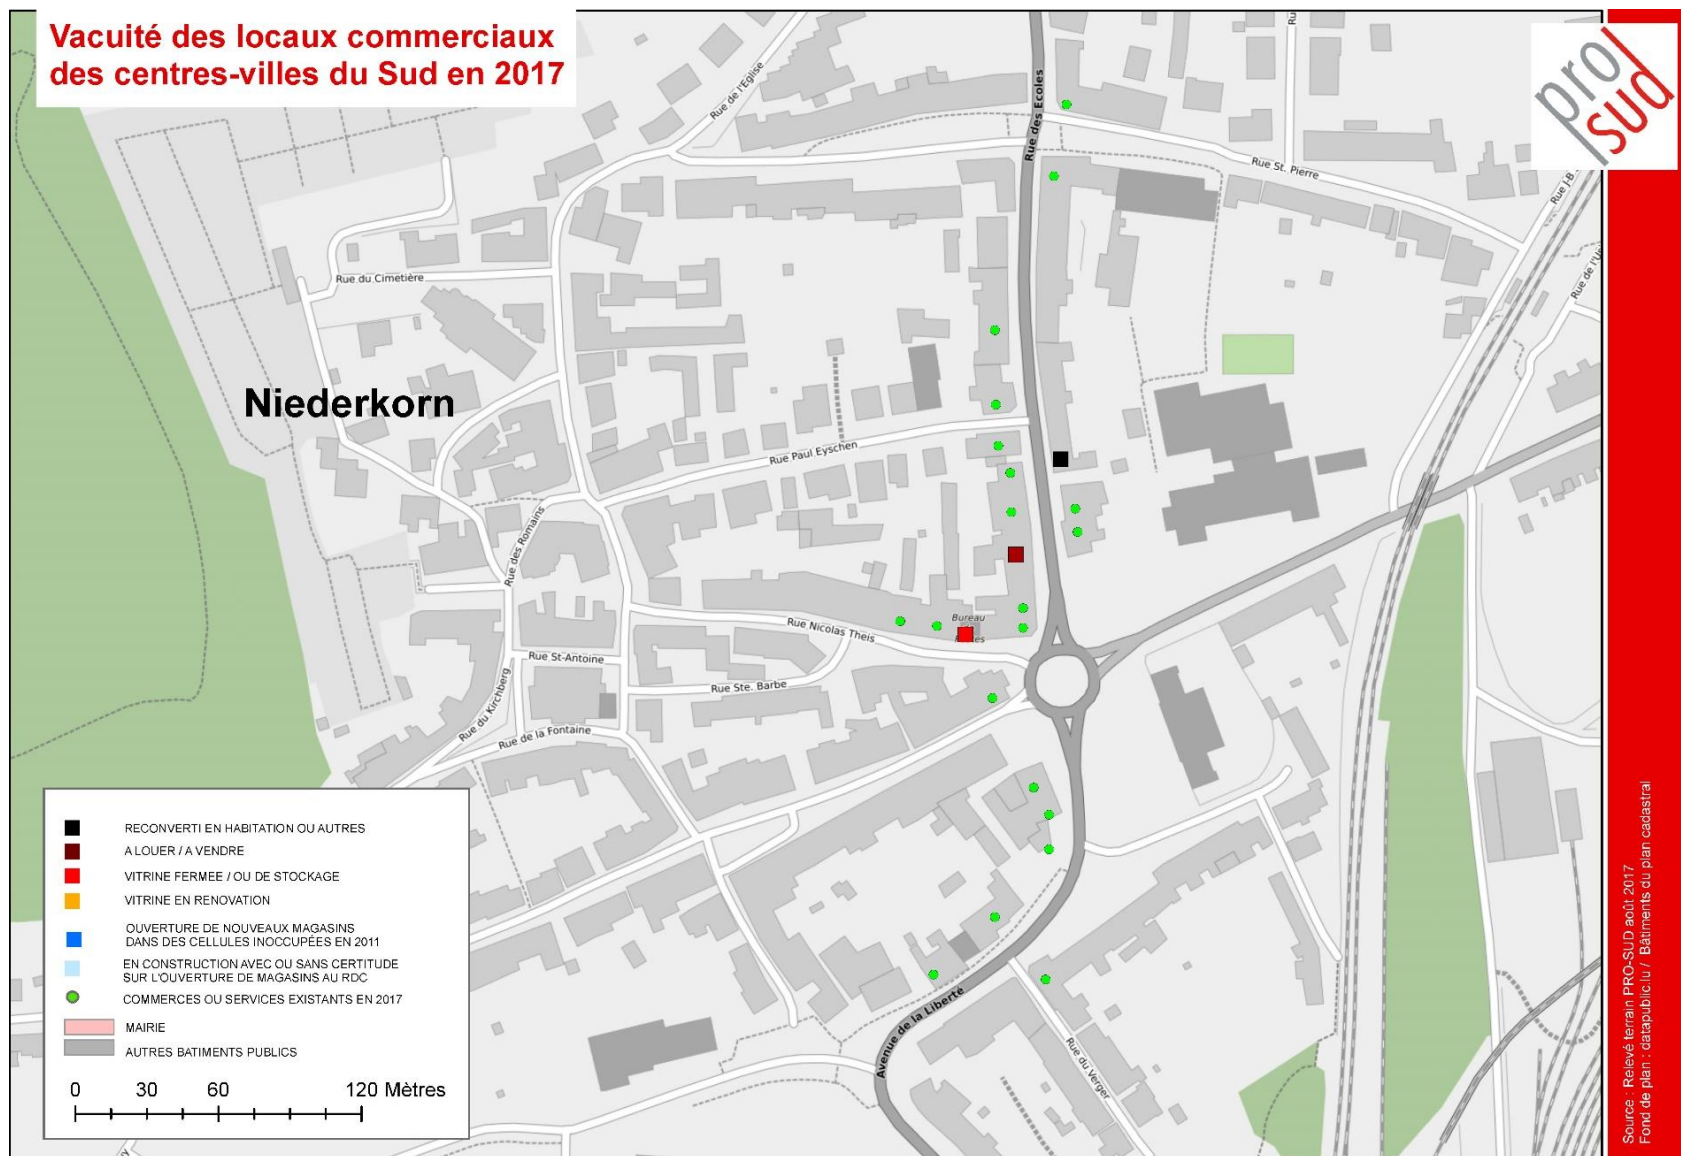 Vacuité des locaux commerciaux
des centres-villes du Sud en 2017
pro
sud
Rue de l'Eglise
Rue des Ecoles
Rue St. Pierre
Rue J-B.
Rue du Cimetière
Niederkorn
Rue Paul Eyschen
Rue des Romains
Rue Nicolas Theis
Bureau
Rue St-Antoine
Rue Ste. Barbe
Rue du Kirchberg
Rue de la Fontaine
Avenue de la Liberté
Rue du Verger
RECONVERTI EN HABITATION OU AUTRES
A LOUER / A VENDRE
VITRINE FERMEE / OU DE STOCKAGE
VITRINE EN RENOVATION
OUVERTURE DE NOUVEAUX MAGASINS
DANS DES CELLULES INOCCUPÉES EN 2011
EN CONSTRUCTION AVEC OU SANS CERTITUDE
SUR L'OUVERTURE DE MAGASINS AU RDC
COMMERCES OU SERVICES EXISTANTS EN 2017
MAIRIE
AUTRES BATIMENTS PUBLICS
0 30 60 120 Mètres
Source : Relevé terrain PRO-SUD août 2017
Fond de plan : datapublic.lu / Bâtiments du plan cadastral